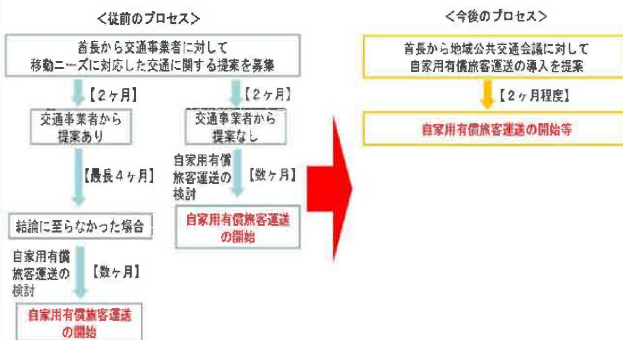 ＜従前のプロセス＞
首長から交通事業者に対して
移動ニーズに対応した交通に関する提案を募集
【２ヶ月】
【２ヶ月】
交通事業者から
提案あり
交通事業者から
提案なし
【最長４ヶ月】
自家用有償
旅客運送の
検討
【数ヶ月】
結論に至らなかった場合
自家用有償旅客運送
の開始
自家用有償
旅客運送の
検討
【数ヶ月】
自家用有償旅客運送
の開始
＜今後のプロセス＞
首長から地域公共交通会議に対して
自家用有償旅客運送の導入を提案
【２ヶ月程度】
自家用有償旅客運送の開始等